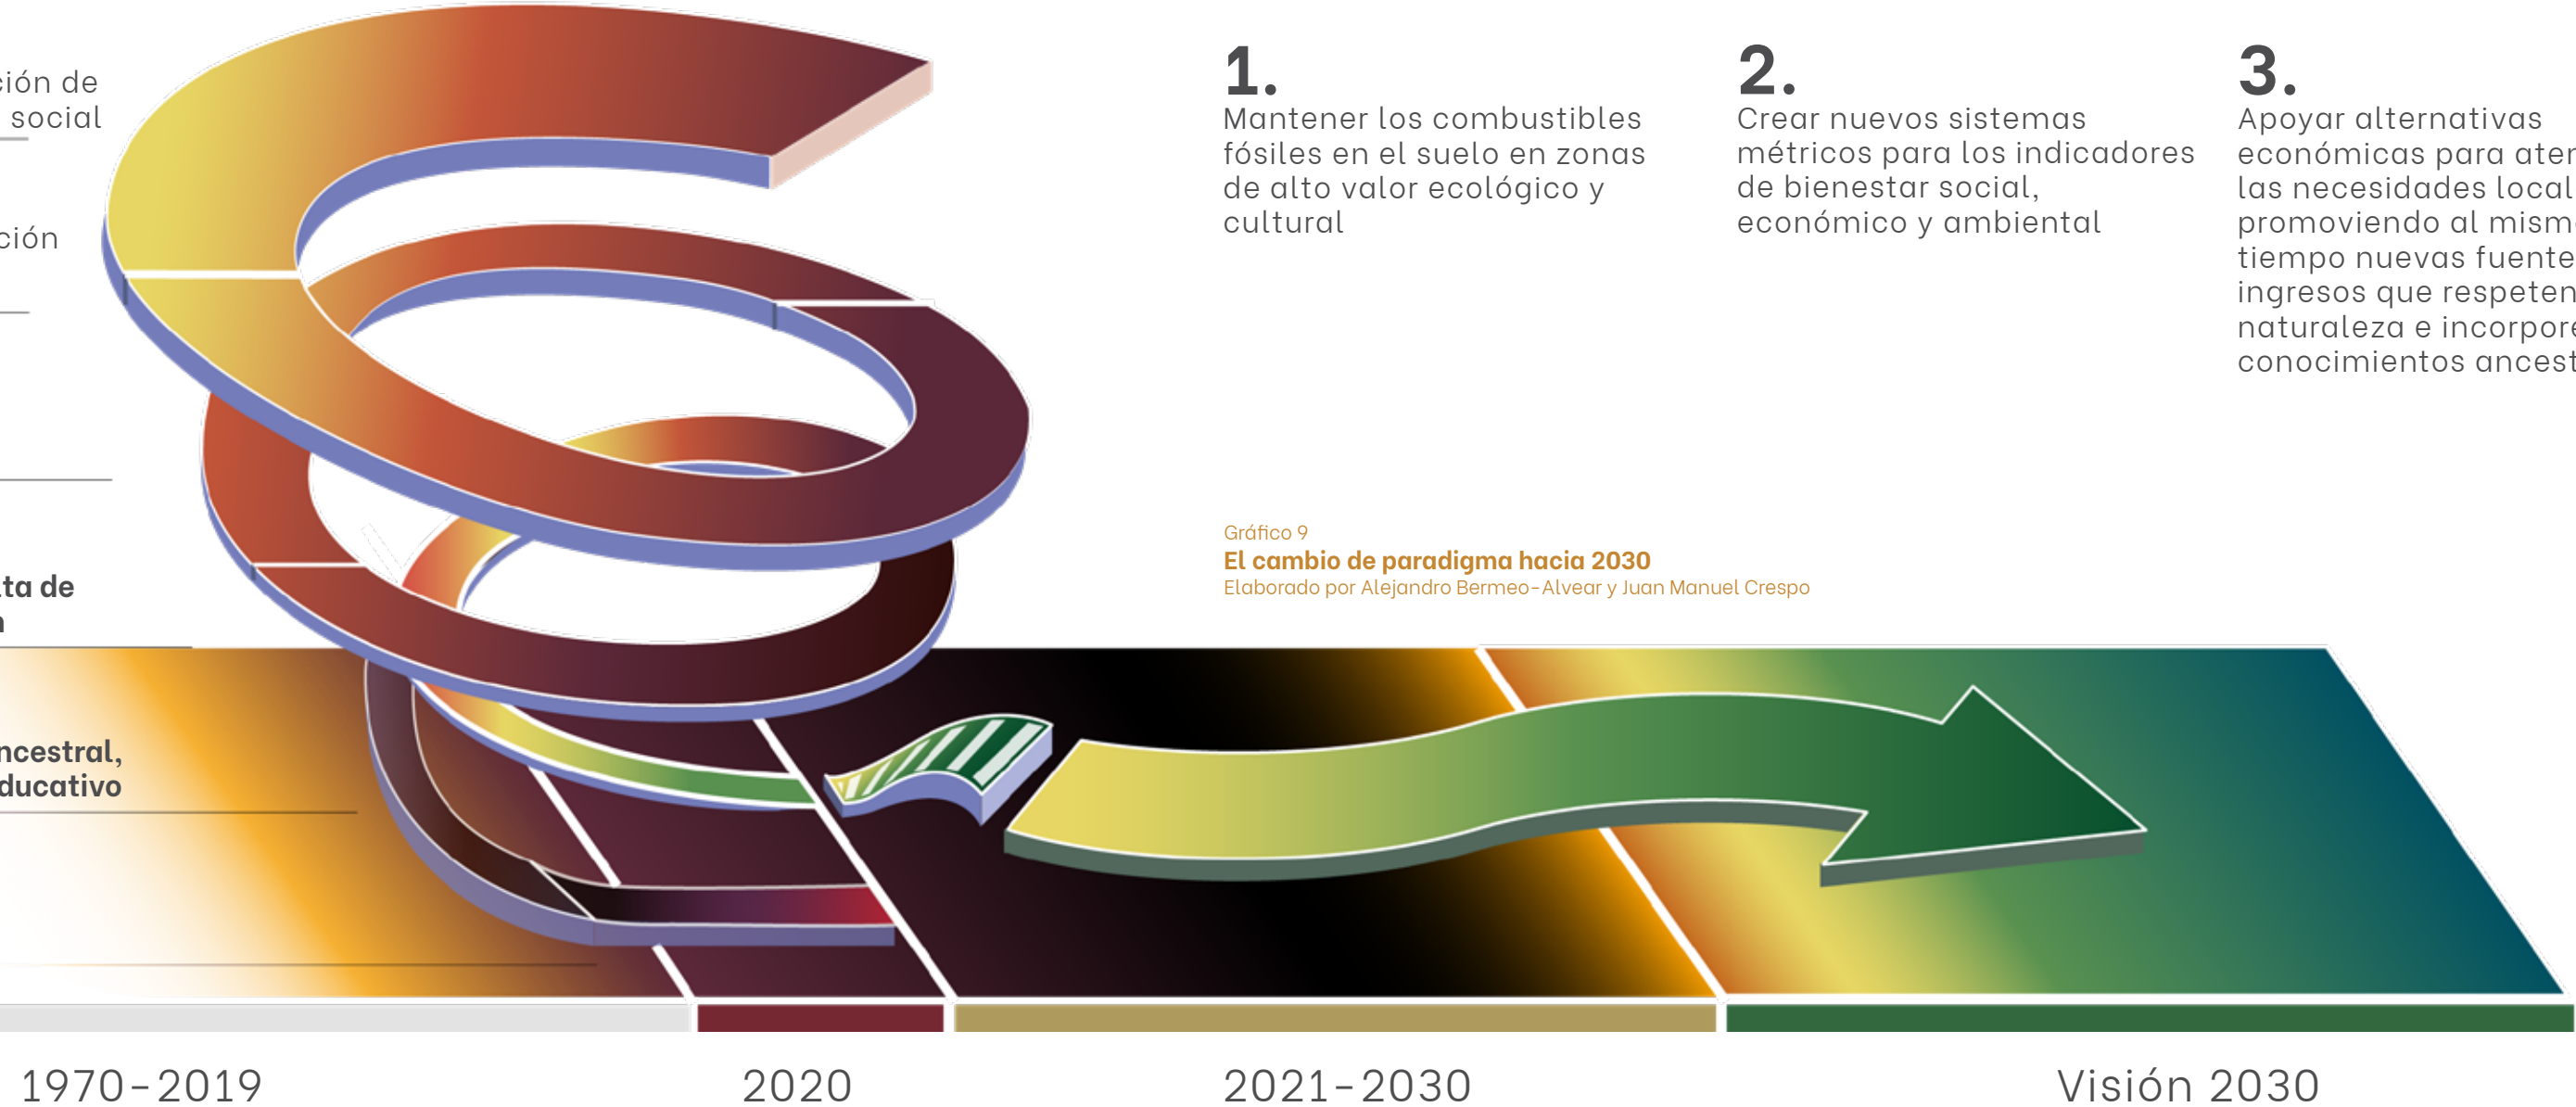 ción de
social
ción
ta de
ncestral,
ducativo
1.
Mantener los combustibles
fósiles en el suelo en zonas
de alto valor ecológico y
cultural
2.
Crear nuevos sistemas
métricos para los indicadores
de bienestar social,
económico y ambiental
3.
Apoyar alternativas
económicas para aten
las necesidades local
promoviendo al mism
tiempo nuevas fuente
ingresos que respeten
naturaleza e incorpore
conocimientos ancest
Gráfico 9
El cambio de paradigma hacia 2030
Elaborado por Alejandro Bermeo-Alvear y Juan Manuel Crespo
1970-2019
2020
2021-2030
Visión 2030